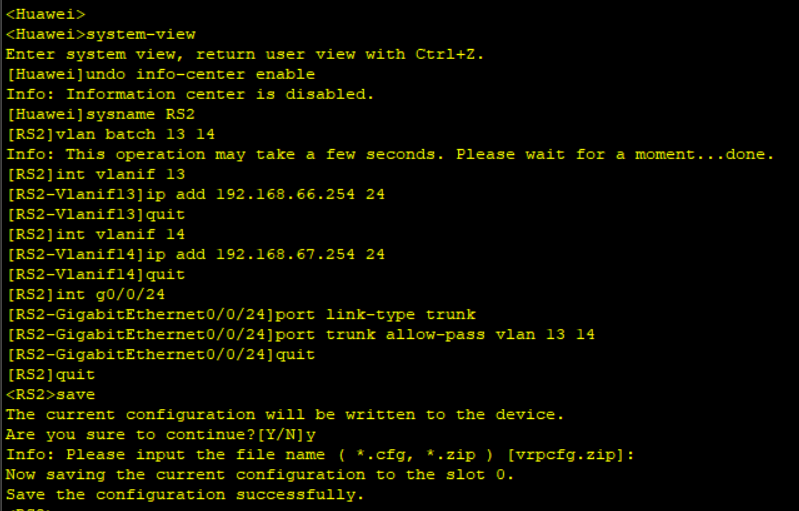 <Huawei>
<Huawei>system-view
Enter system view, return user view with Ctrl+Z.
[Huawei]undo info-center enable
Info: Information center is disabled.
[Huawei]sysname RS2
[RS2]vlan batch 13 14
Info: This operation may take a few seconds. Please wait for a moment...done.
[RS2]int vlanif 13
[RS2-Vlanif13]ip add 192.168.66.254 24
[RS2-Vlanif13]quit
[RS2]int vlanif 14
[RS2-Vlanif14]ip add 192.168.67.254 24
[RS2-Vlanif14]quit
[RS2]int g0/0/24
[RS2-GigabitEthernet0/0/24]port link-type trunk
[RS2-GigabitEthernet0/0/24]port trunk allow-pass vlan 13 14
[RS2-GigabitEthernet0/0/24]quit
[RS2]quit
<RS2>save
The current configuration will be written to the device.
Are you sure to continue?[Y/N]y
Info: Please input the file name ( *.cfg, *.zip ) [vrpcfg.zip]:
Now saving the current configuration to the slot 0.
Save the configuration successfully.